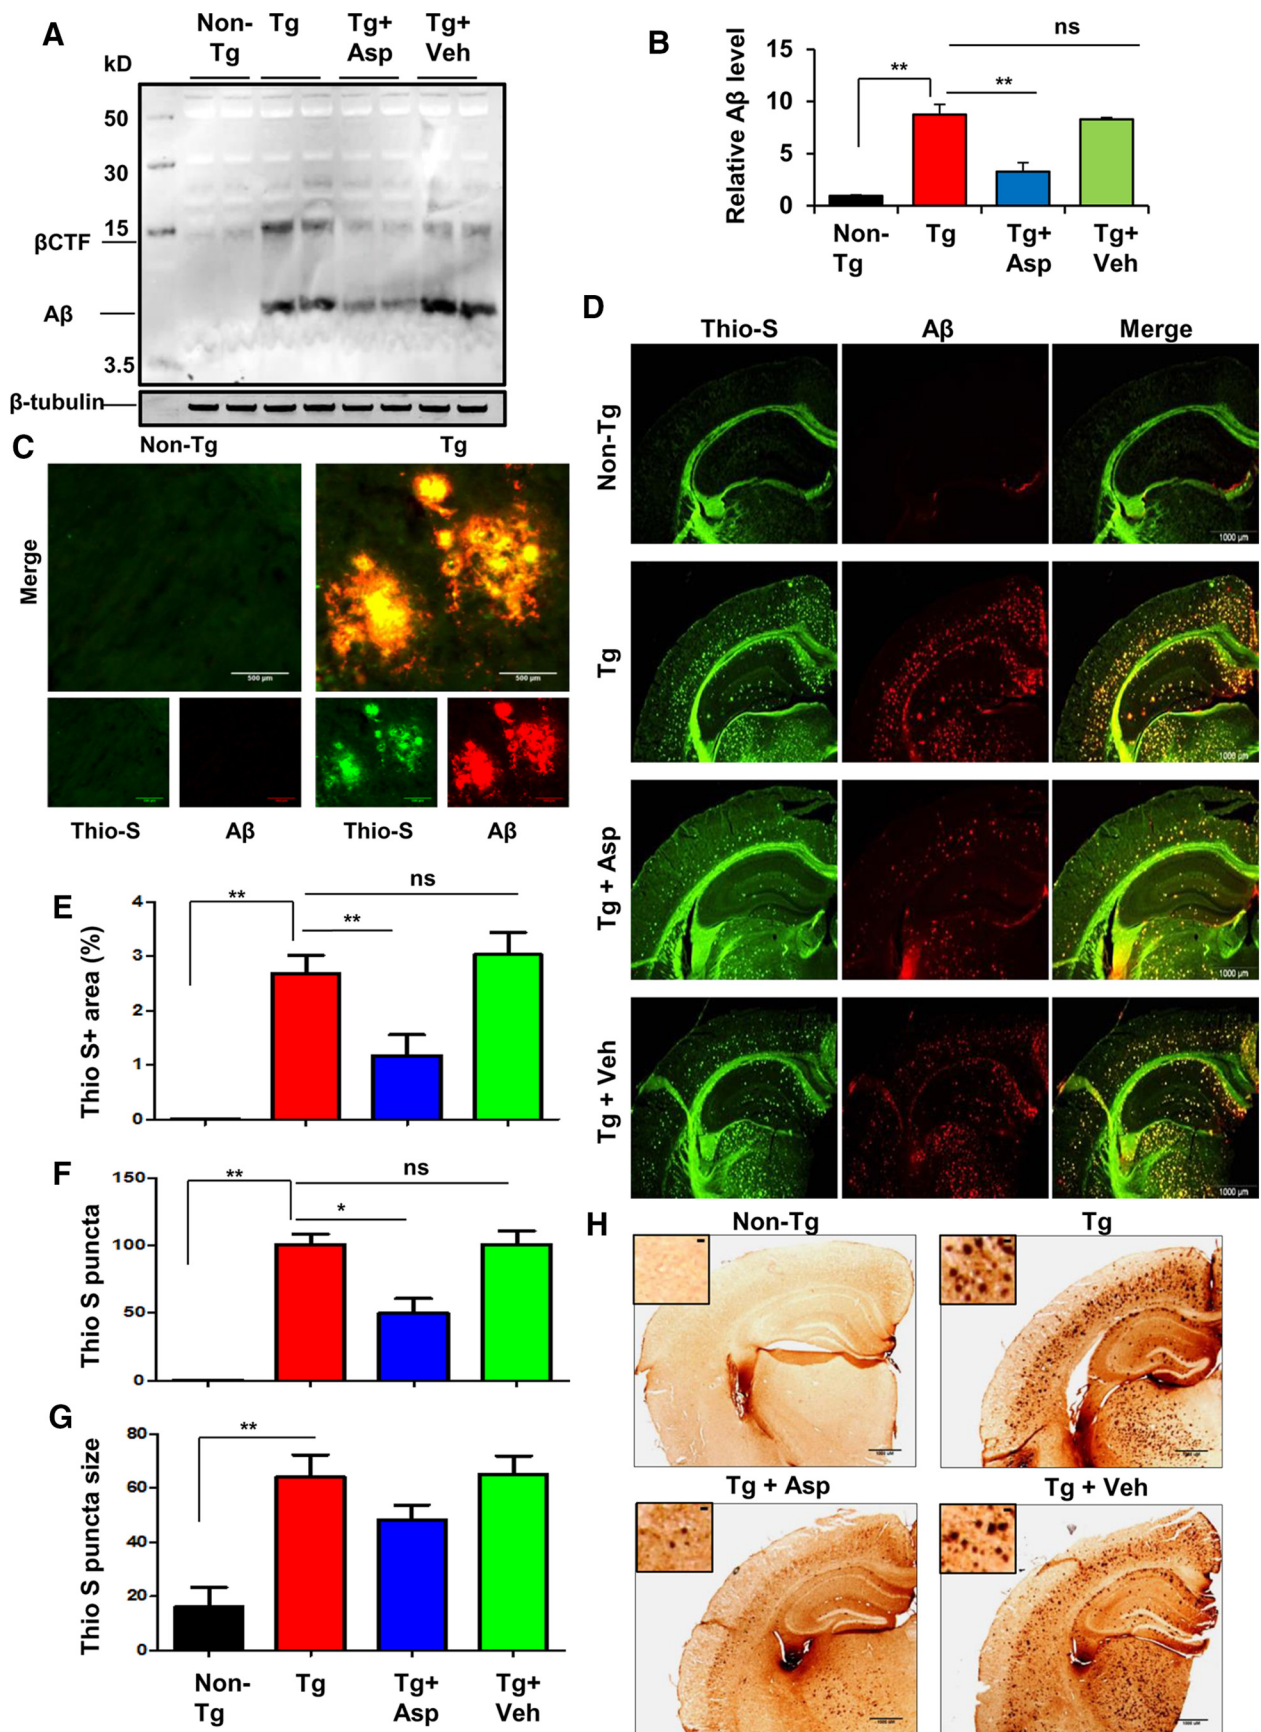 A
Non-
Tg
Tg
Tg+
Asp
Tg+
Veh
kD
50
30
15
βCTF
Aβ
3.5
β-tubulin
B
Relative Aβ level
15
10
5
0
**
**
ns
Non-
Tg
Tg
Tg+
Asp
Tg+
Veh
C
Non-Tg
Tg
Merge
500 µm
500 µm
Thio-S
Aβ
Thio-S
Aβ
D
Thio-S
Aβ
Merge
Non-Tg
1000 µm
Tg
1000 µm
Tg + Asp
1000 µm
Tg + Veh
1000 µm
E
Thio S+ area (%)
4
3
2
1
0
**
**
ns
F
Thio S puncta
150
100
50
0
**
*
ns
G
Thio S puncta size
80
60
40
20
0
**
Non-
Tg
Tg
Tg+
Asp
Tg+
Veh
H
Non-Tg
Tg
Tg + Asp
Tg + Veh